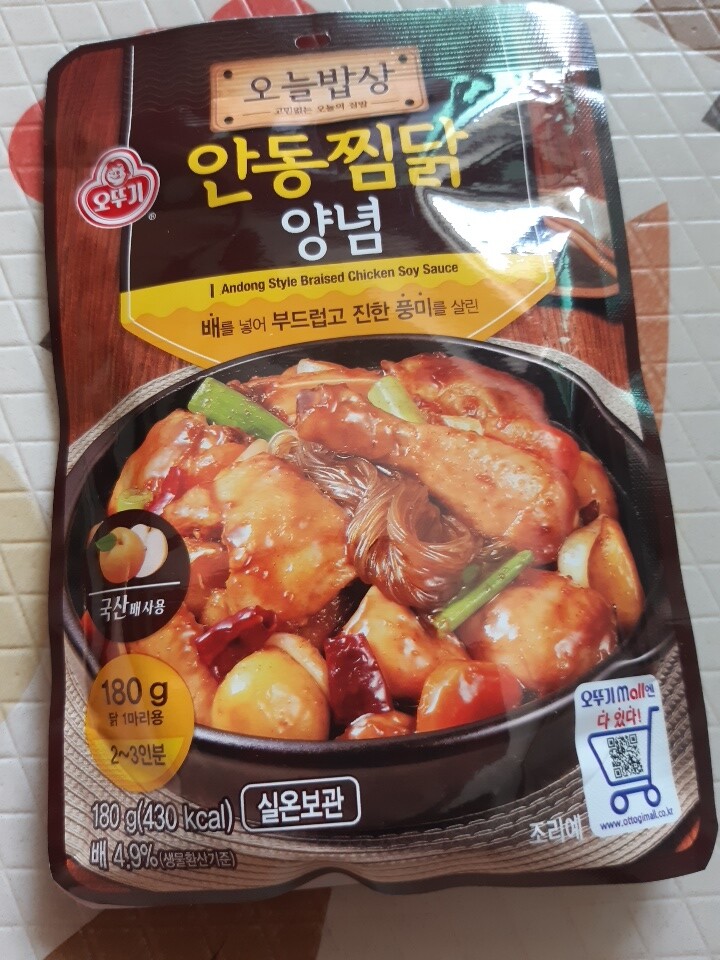 오늘밥상
고민없는 오늘의 집밥
오뚜기
®
안동찜닭
양념
Andong Style Braised Chicken Soy Sauce
배를 넣어 부드럽고 진한 풍미를 살린
국산배사용
180 g
닭 1마리용
2~3인분
180 g(430 kcal)
실온보관
배 4.9%(생물환산기준)
조리예
오뚜기mall엔
다 있다!
www.ottogimall.co.kr